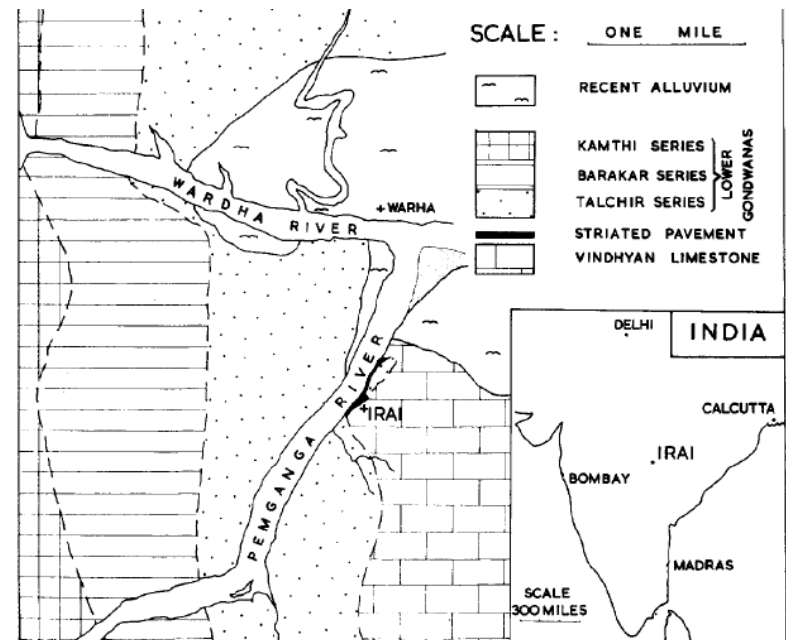 SCALE : ONE MILE
RECENT ALLUVIUM
KAMTHI SERIES
BARAKAR SERIES
TALCHIR SERIES
LOWER
GONDWANAS
STRIATED PAVEMENT
VINDHYAN LIMESTONE
WARDHA RIVER
+WARHA
PEMGANGA RIVER
+IRAI
INDIA
DELHI
CALCUTTA
IRAI
BOMBAY
MADRAS
SCALE
300 MILES